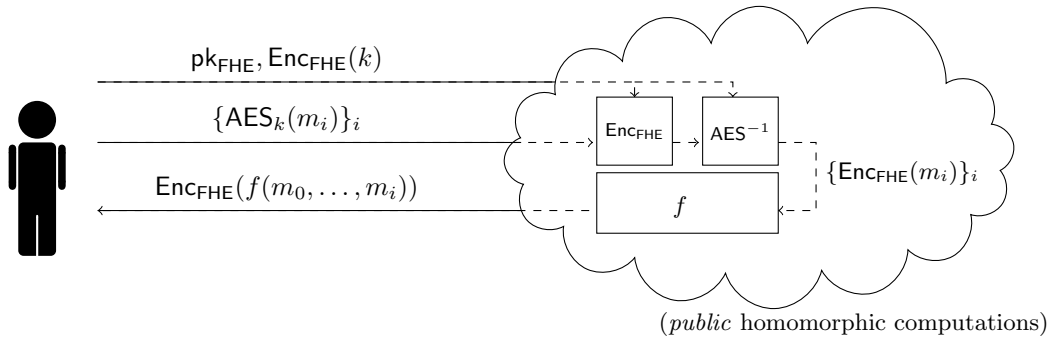 pk_FHE, Enc_FHE(k)
{AES_k(m_i)}_i
Enc_FHE(f(m_0, . . . , m_i))
Enc_FHE
AES^{-1}
{Enc_FHE(m_i)}_i
f
(public homomorphic computations)